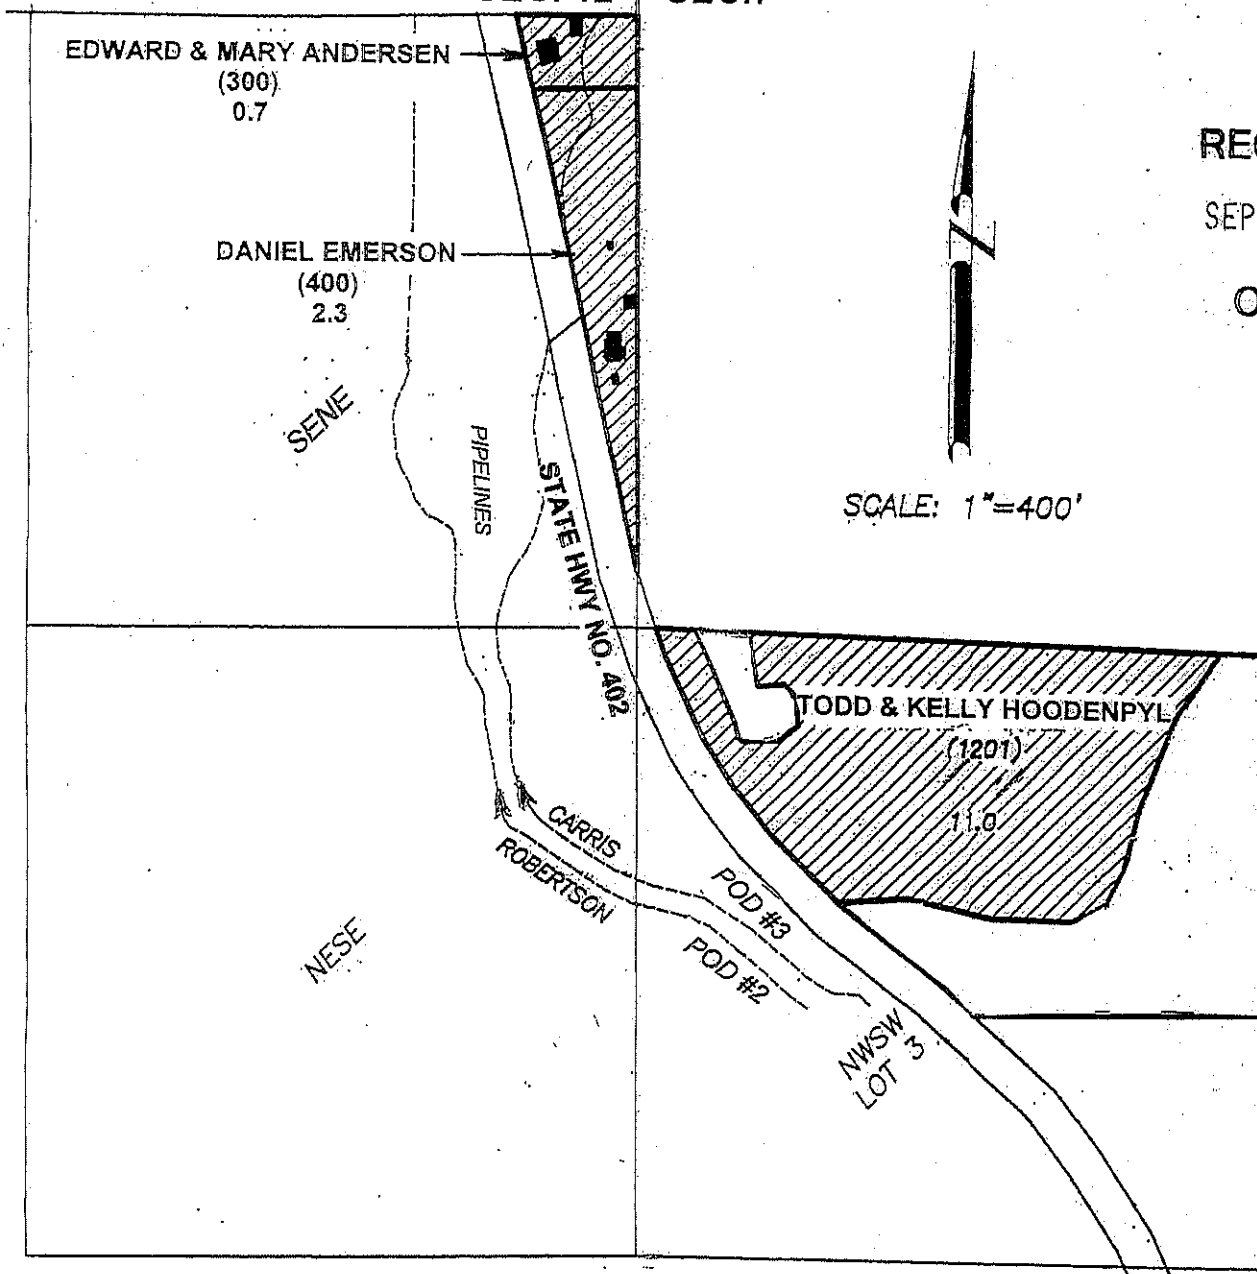 EDWARD & MARY ANDERSEN
(300)
0.7
DANIEL EMERSON
(400)
2.3
SENE
PIPELINES
STATE HWY NO. 402
SCALE: 1"=400'
SEP
TODD & KELLY HOODENPYL
(1201)
11.0
CARRIS
ROBERTSON
POD #3
POD #2
NESE
NWSW
LOT 3